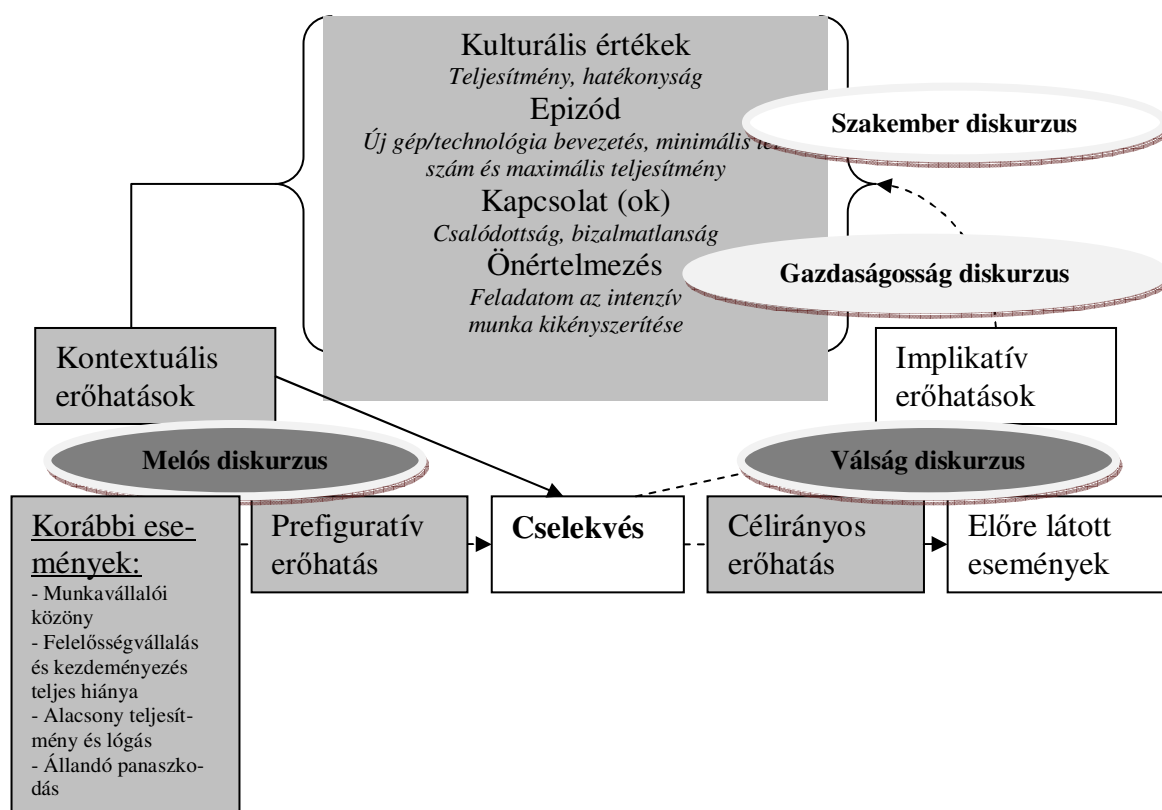 Kulturális értékek
Teljesítmény, hatékonyság
Epizód
Új gép/technológia bevezetés, minimális
szám és maximális teljesítmény
Kapcsolat (ok)
Csalódottság, bizalmatlanság
Önértelmezés
Feladatom az intenzív
munka kikényszerítése
Szakember diskurzus
Gazdaságosság diskurzus
Kontextuális
erőhatások
Implikatív
erőhatások
Melós diskurzus
Válság diskurzus
Korábbi ese-
mények:
- Munkavállalói
közöny
- Felelősségvállalás
és kezdeményezés
teljes hiánya
- Alacsony teljesít-
mény és lógás
- Állandó panaszko-
dás
Prefiguratív
erőhatás
Cselekvés
Célirányos
erőhatás
Előre látott
események